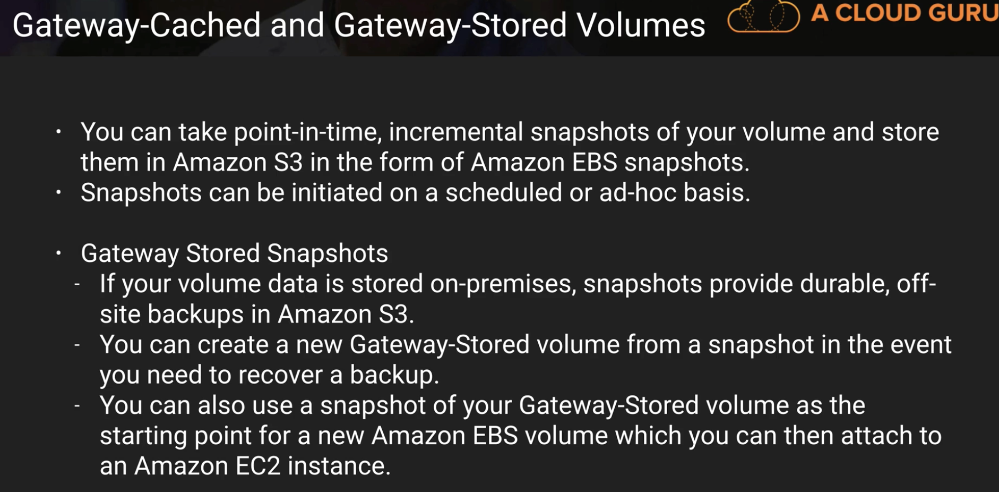 Gateway-Cached and Gateway-Stored Volumes
A CLOUD GURU
· You can take point-in-time, incremental snapshots of your volume and store
them in Amazon S3 in the form of Amazon EBS snapshots.
· Snapshots can be initiated on a scheduled or ad-hoc basis.
· Gateway Stored Snapshots
- If your volume data is stored on-premises, snapshots provide durable, off-
site backups in Amazon S3.
- You can create a new Gateway-Stored volume from a snapshot in the event
you need to recover a backup.
- You can also use a snapshot of your Gateway-Stored volume as the
starting point for a new Amazon EBS volume which you can then attach to
an Amazon EC2 instance.